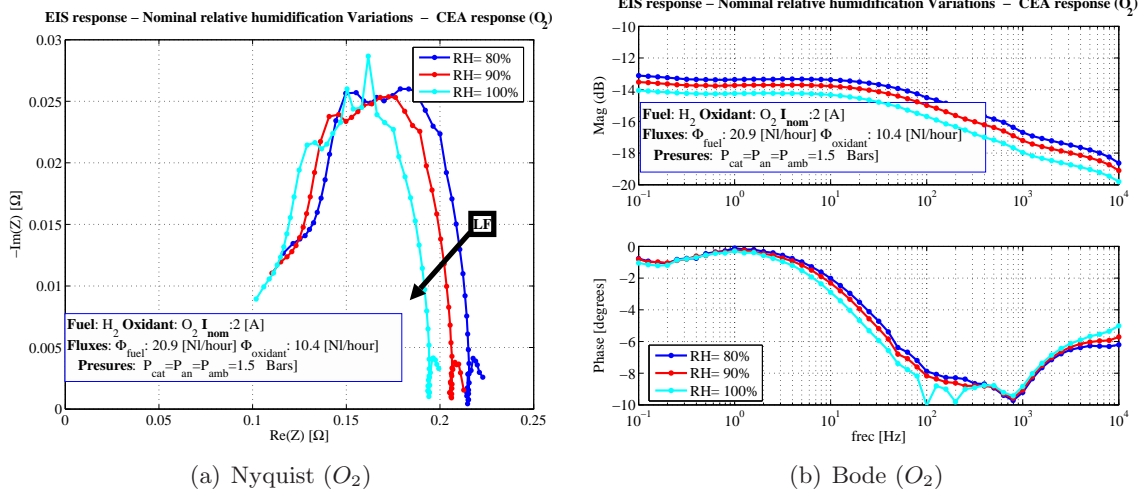 EIS response – Nominal relative humidification Variations – CEA response (O2)
0.03
0.025
0.02
0.015
0.01
0.005
0
−Im(Z) [Ω]
RH= 80%
RH= 90%
RH= 100%
LF
Fuel: H2 Oxidant: O2 Inom:2 [A]
Fluxes: Φfuel: 20.9 [Nl/hour] Φoxidant: 10.4 [Nl/hour]
Presures: Pcat=Pan=Pamb=1.5 Bars]
0 0.05 0.1 0.15 0.2 0.25
Re(Z) [Ω]
(a) Nyquist (O2)
EIS response – Nominal relative humidification Variations – CEA response (O2)
−10
−12
−14
−16
−18
−20
Mag (dB)
Fuel: H2 Oxidant: O2 Inom:2 [A]
Fluxes: Φfuel: 20.9 [Nl/hour] Φoxidant: 10.4 [Nl/hour]
Presures: Pcat=Pan=Pamb=1.5 Bars]
10−1 100 101 102 103 104
0
−2
−4
−6
−8
−10
Phase [degrees]
RH= 80%
RH= 90%
RH= 100%
10−1 100 101 102 103 104
frec [Hz]
(b) Bode (O2)